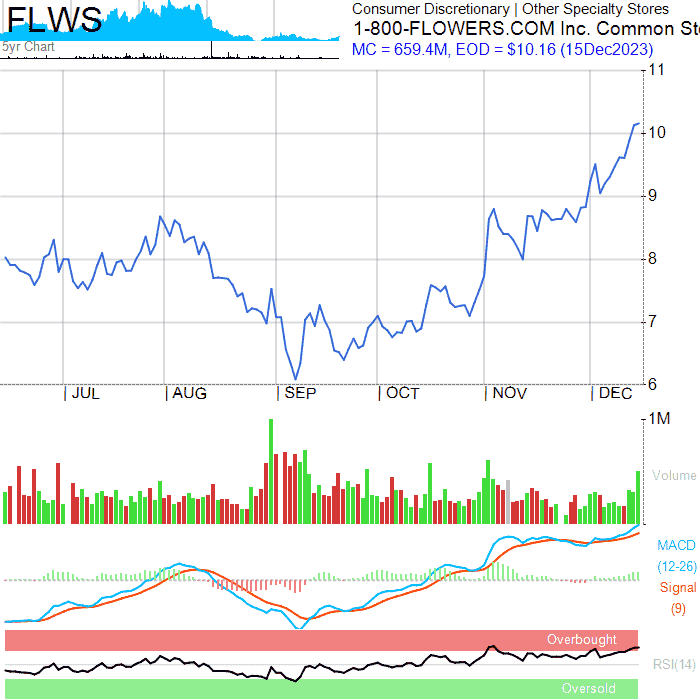 FLWS
5yr Chart
Consumer Discretionary | Other Specialty Stores
1-800-FLOWERS.COM Inc. Common Sto
MC = 659.4M, EOD = $10.16 (15Dec2023)
11
10
9
8
7
6
JUL AUG SEP OCT NOV DEC
1M
Volume
MACD
(12-26)
Signal
(9)
Overbought
RSI(14)
Oversold